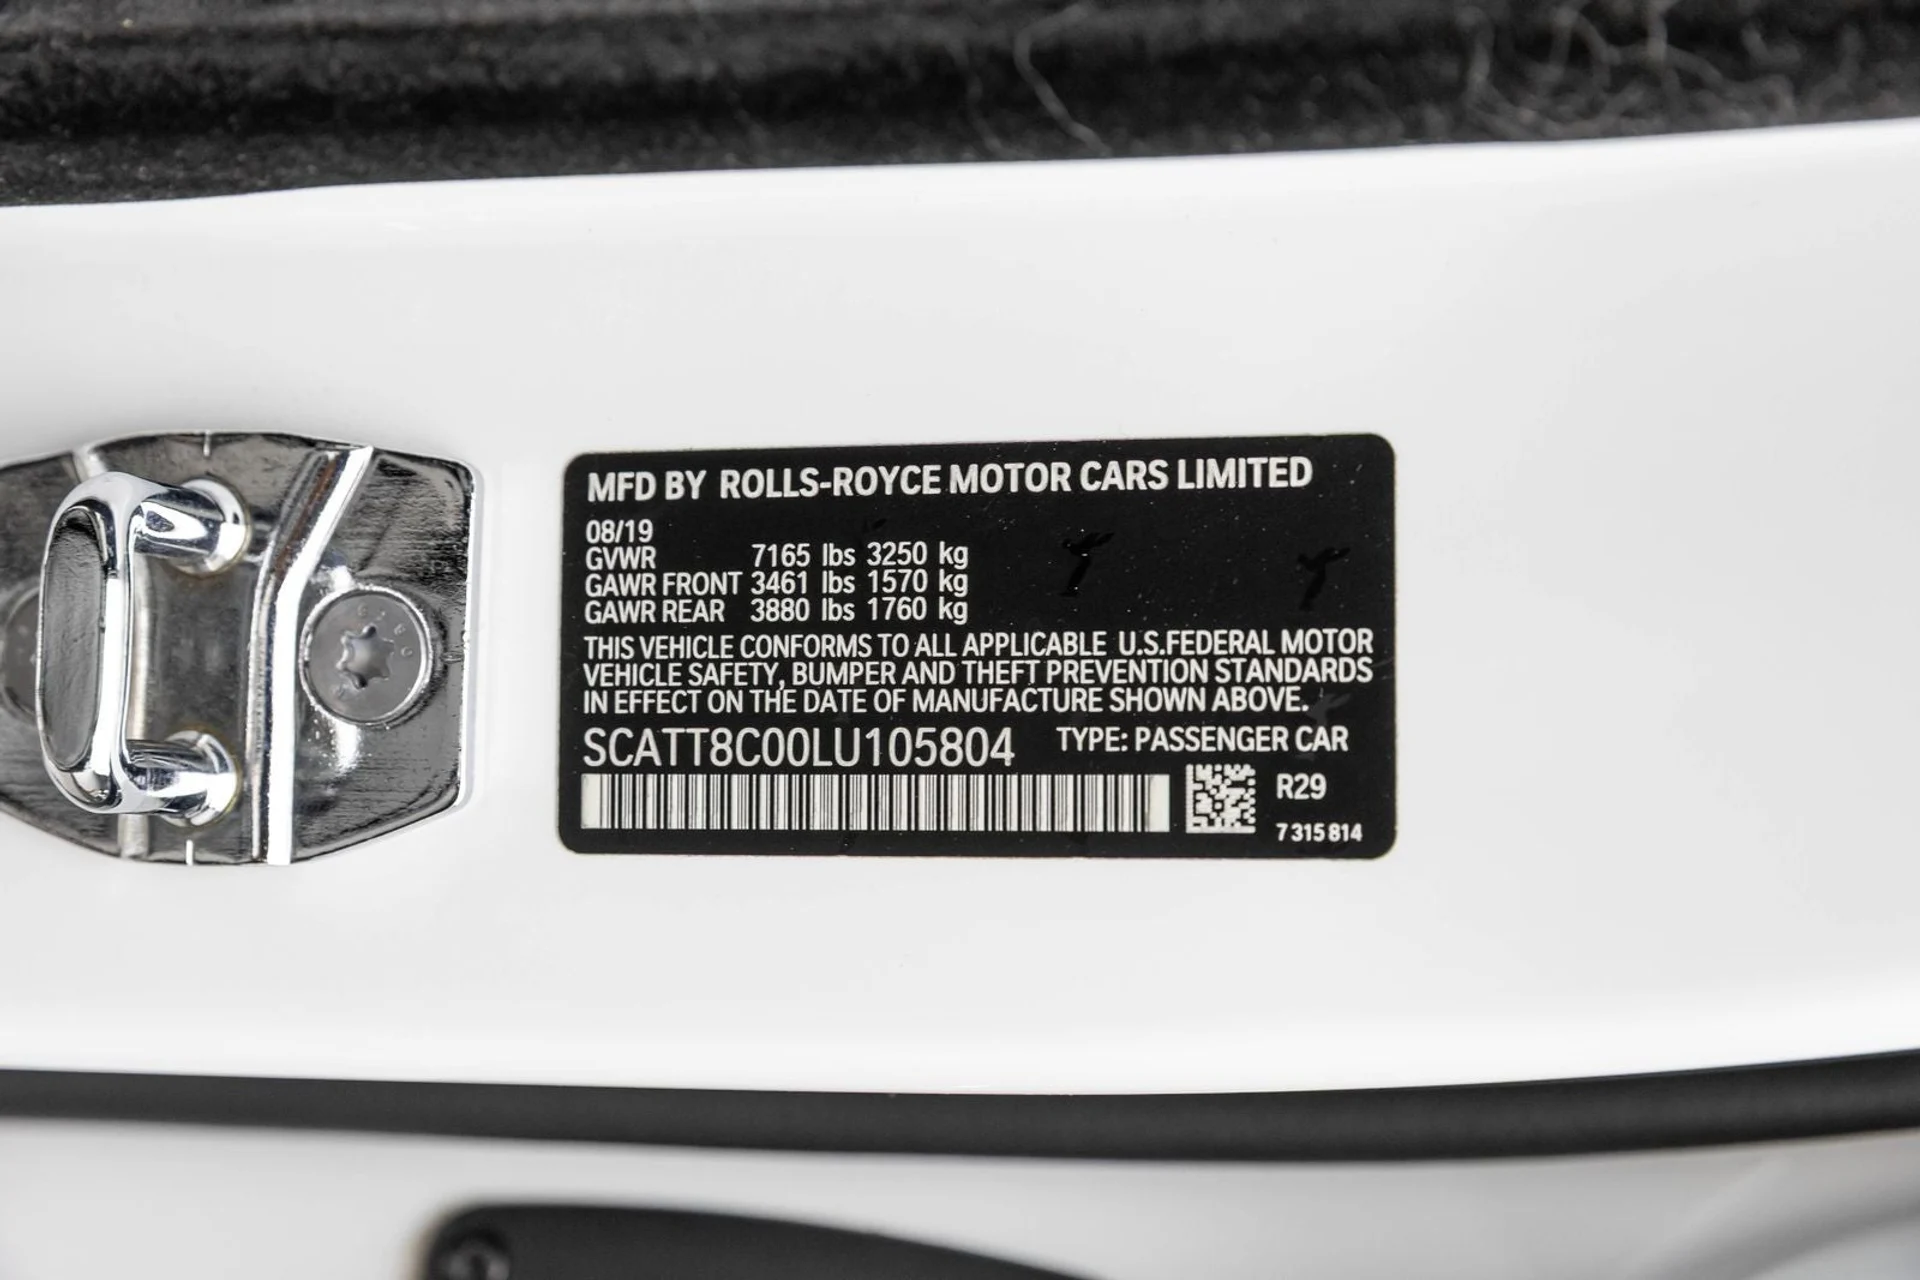 MFD BY ROLLS-ROYCE MOTOR CARS LIMITED
08/19
GVWR 7165 lbs 3250 kg
GAWR FRONT 3461 lbs 1570 kg
GAWR REAR 3880 lbs 1760 kg
THIS VEHICLE CONFORMS TO ALL APPLICABLE U.S.FEDERAL MOTOR
VEHICLE SAFETY, BUMPER AND THEFT PREVENTION STANDARDS
IN EFFECT ON THE DATE OF MANUFACTURE SHOWN ABOVE.
SCATT8C00LU105804 TYPE: PASSENGER CAR
R29
7 315 814